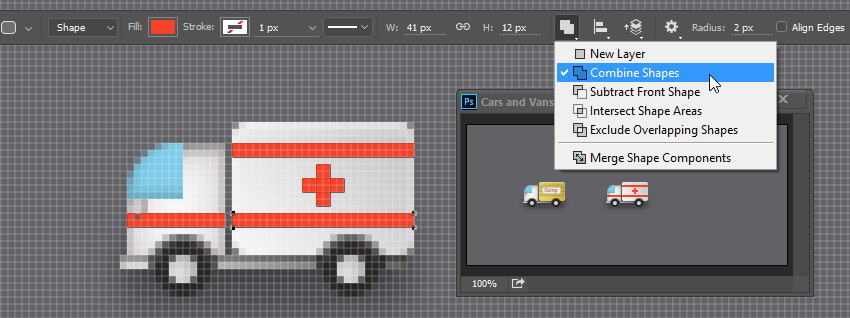 Shape Fill: Stroke: 1 px W: 41 px H: 12 px Radius: 2 px Align Edges
New Layer
Combine Shapes
Subtract Front Shape
Intersect Shape Areas
Exclude Overlapping Shapes
Merge Shape Components
Ps Cars and Vans
Camp
100%